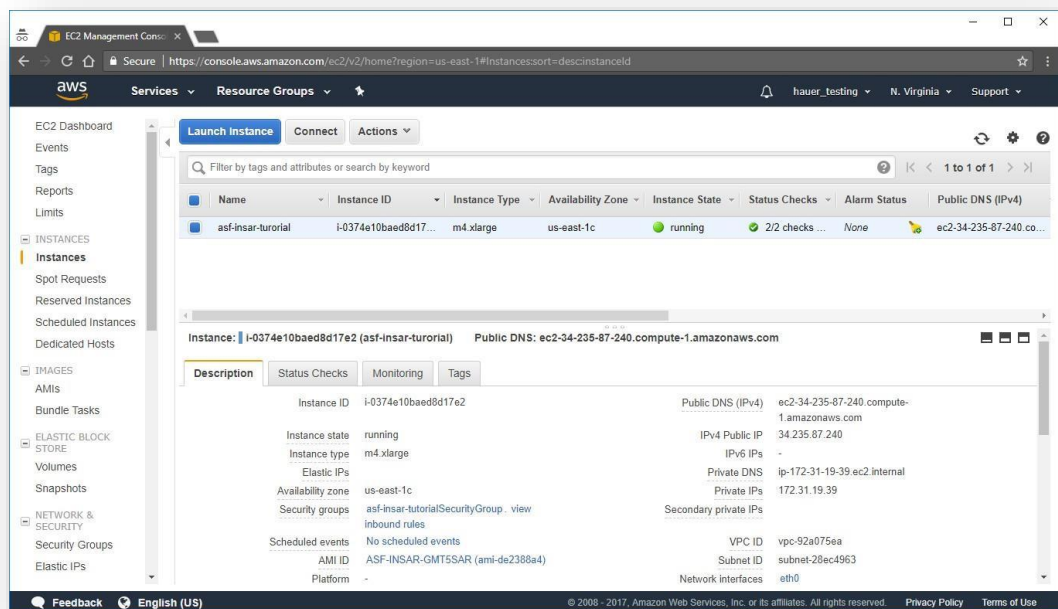 EC2 Management Conso
Secure | https://console.aws.amazon.com/ec2/v2/home?region=us-east-1#Instances:sort=desc:instanceId
aws Services Resource Groups hauer_testing N. Virginia Support
EC2 Dashboard
Events
Tags
Reports
Limits
INSTANCES
Instances
Spot Requests
Reserved Instances
Scheduled Instances
Dedicated Hosts
IMAGES
AMIs
Bundle Tasks
ELASTIC BLOCK
STORE
Volumes
Snapshots
NETWORK &
SECURITY
Security Groups
Elastic IPs
Launch Instance Connect Actions
Filter by tags and attributes or search by keyword 1 to 1 of 1
Name Instance ID Instance Type Availability Zone Instance State Status Checks Alarm Status Public DNS (IPv4)
asf-insar-turorial i-0374e10baed8d17... m4.xlarge us-east-1c running 2/2 checks ... None ec2-34-235-87-240.co...
Instance: i-0374e10baed8d17e2 (asf-insar-turorial) Public DNS: ec2-34-235-87-240.compute-1.amazonaws.com
Description Status Checks Monitoring Tags
Instance ID i-0374e10baed8d17e2
Instance state running
Instance type m4.xlarge
Elastic IPs
Availability zone us-east-1c
Security groups asf-insar-tutorialSecurityGroup . view
inbound rules
Scheduled events No scheduled events
AMI ID ASF-INSAR-GMT5SAR (ami-de2388a4)
Platform -
Public DNS (IPv4) ec2-34-235-87-240.compute-
1.amazonaws.com
IPv4 Public IP 34.235.87.240
IPv6 IPs -
Private DNS ip-172-31-19-39.ec2.internal
Private IPs 172.31.19.39
Secondary private IPs
VPC ID vpc-92a075ea
Subnet ID subnet-28ec4963
Network interfaces eth0
Feedback English (US) © 2008 - 2017, Amazon Web Services, Inc. or its affiliates. All rights reserved. Privacy Policy Terms of Use